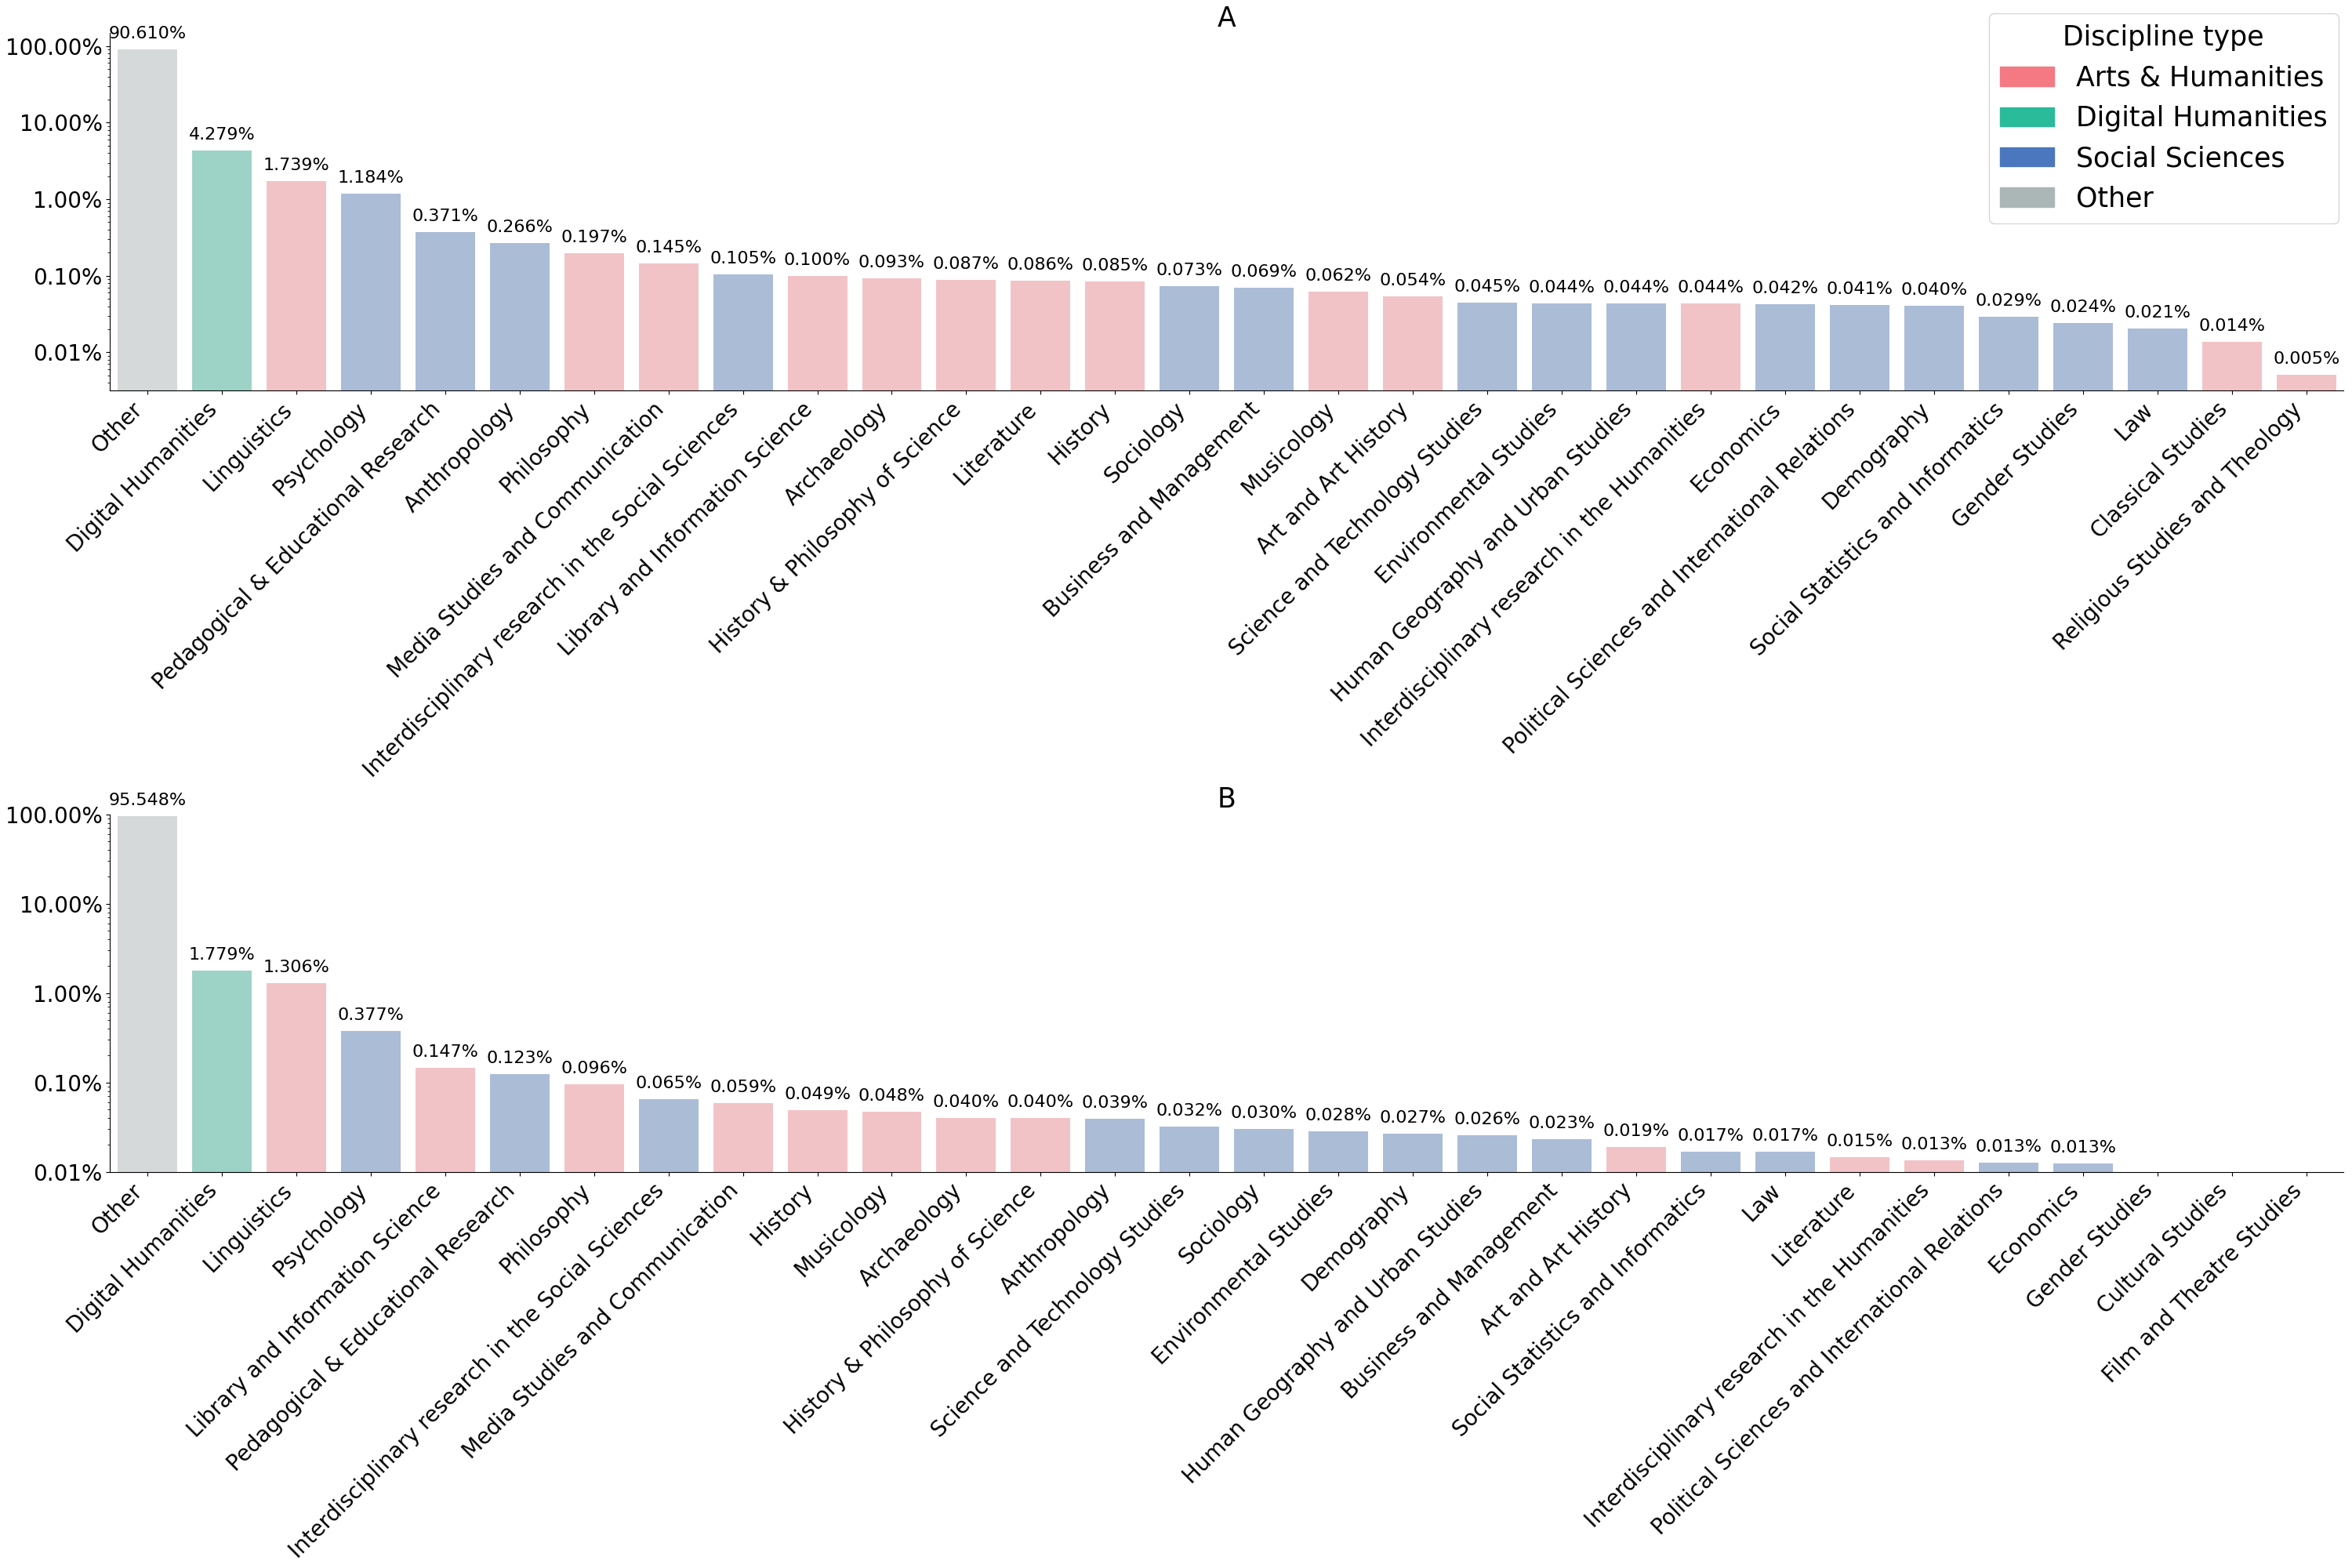 A
Discipline type
Arts & Humanities
Digital Humanities
Social Sciences
Other
100.00%
10.00%
1.00%
0.10%
0.01%
90.610%
4.279%
1.739%
1.184%
0.371%
0.266%
0.197%
0.145%
0.105%
0.100%
0.093%
0.087%
0.086%
0.085%
0.073%
0.069%
0.062%
0.054%
0.045%
0.044%
0.044%
0.044%
0.042%
0.041%
0.040%
0.029%
0.024%
0.021%
0.014%
0.005%
Other
Digital Humanities
Linguistics
Psychology
Pedagogical & Educational Research
Anthropology
Philosophy
Media Studies and Communication
Interdisciplinary research in the Social Sciences
Library and Information Science
Archaeology
History & Philosophy of Science
Literature
History
Sociology
Business and Management
Musicology
Art and Art History
Science and Technology Studies
Environmental Studies
Human Geography and Urban Studies
Interdisciplinary research in the Humanities
Economics
Political Sciences and International Relations
Demography
Social Statistics and Informatics
Gender Studies
Law
Classical Studies
Religious Studies and Theology
B
100.00%
10.00%
1.00%
0.10%
0.01%
95.548%
1.779%
1.306%
0.377%
0.147%
0.123%
0.096%
0.065%
0.059%
0.049%
0.048%
0.040%
0.040%
0.039%
0.032%
0.030%
0.028%
0.027%
0.026%
0.023%
0.019%
0.017%
0.017%
0.015%
0.013%
0.013%
0.013%
Other
Digital Humanities
Linguistics
Psychology
Library and Information Science
Pedagogical & Educational Research
Philosophy
Interdisciplinary research in the Social Sciences
Media Studies and Communication
History
Musicology
Archaeology
History & Philosophy of Science
Anthropology
Science and Technology Studies
Sociology
Environmental Studies
Demography
Human Geography and Urban Studies
Business and Management
Art and Art History
Social Statistics and Informatics
Law
Literature
Interdisciplinary research in the Humanities
Political Sciences and International Relations
Economics
Gender Studies
Cultural Studies
Film and Theatre Studies